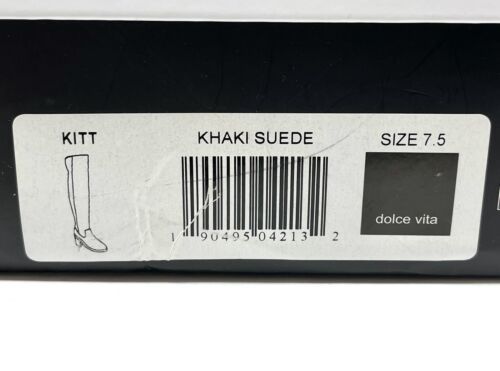 KITT
KHAKI SUEDE
SIZE 7.5
dolce vita
1 90495 04213 2